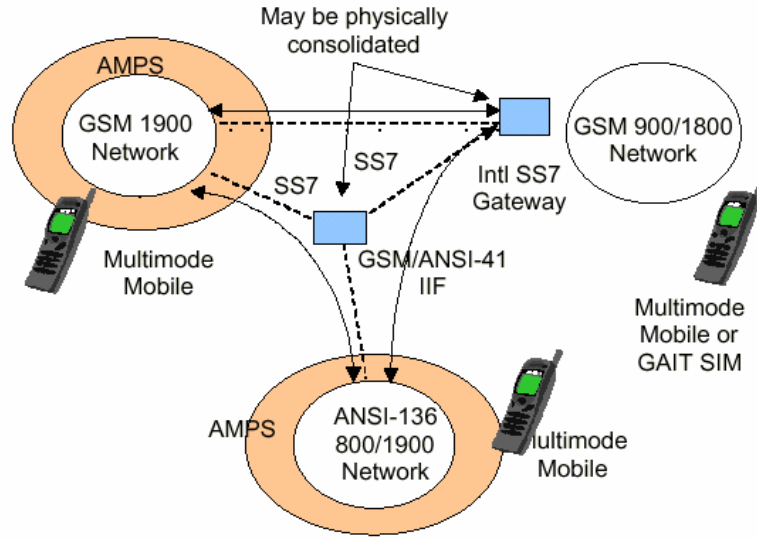 May be physically
consolidated
AMPS
GSM 1900
Network
GSM 900/1800
Network
SS7
SS7
Intl SS7
Gateway
Multimode
Mobile
GSM/ANSI-41
IIF
Multimode
Mobile or
GAIT SIM
AMPS
ANSI-136
800/1900
Network
ultimode
Mobile